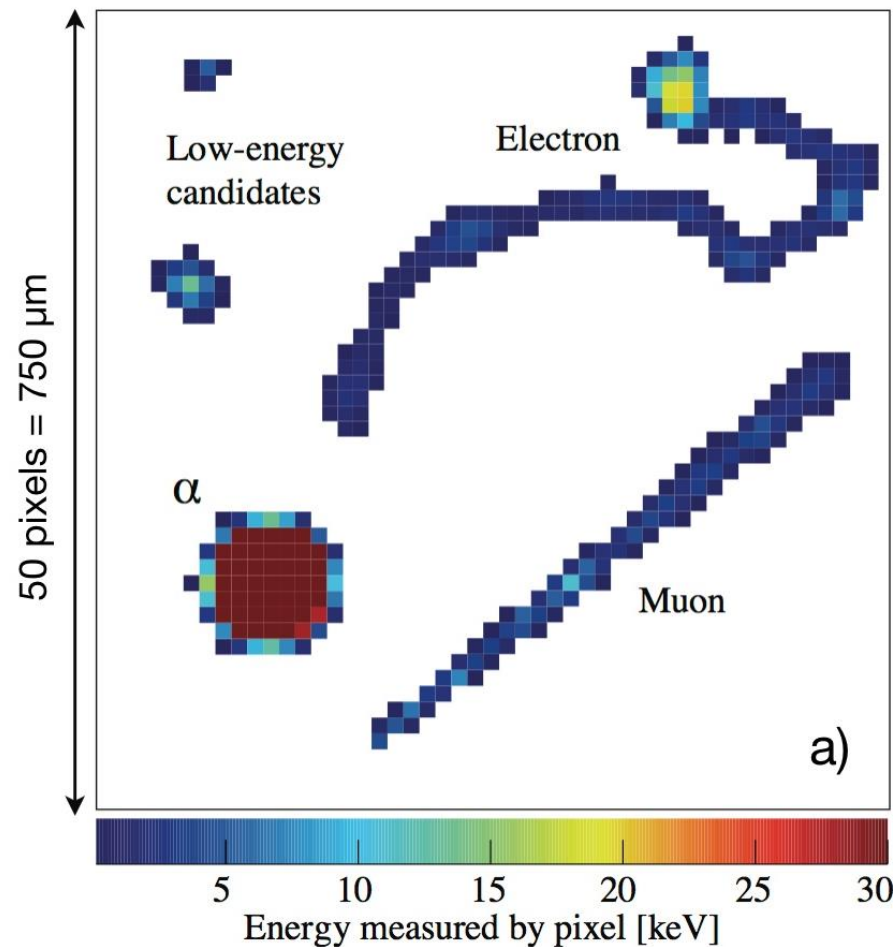 Low-energy
candidates
Electron
50 pixels = 750 μm
α
Muon
a)
5 10 15 20 25 30
Energy measured by pixel [keV]